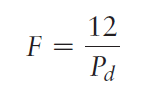 F = 12 / P_d